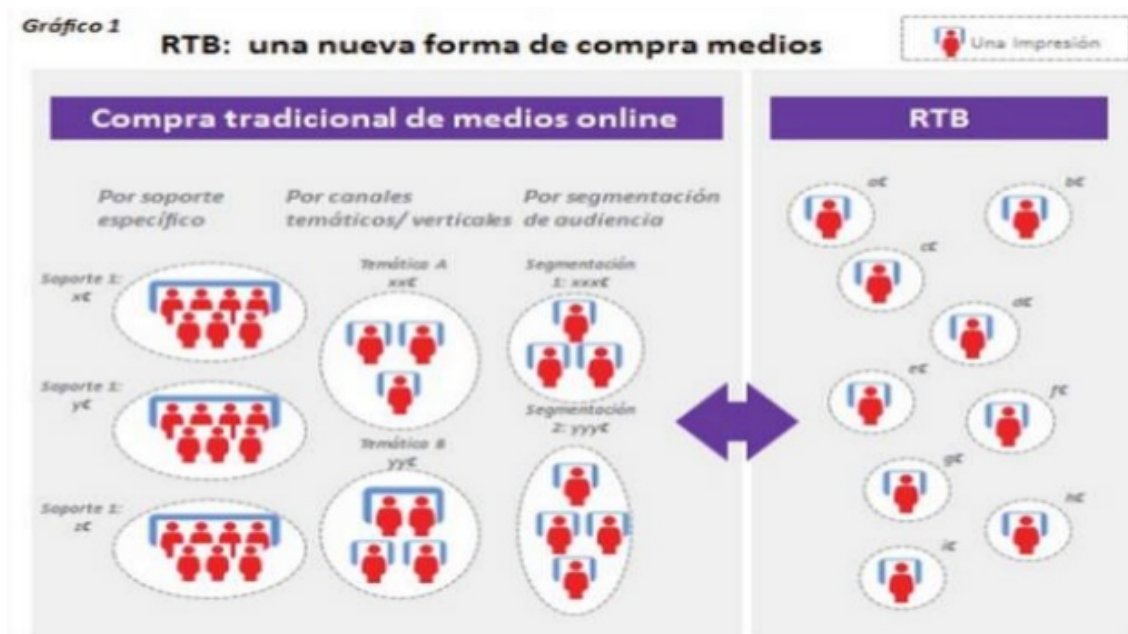 Gráfico 1
RTB: una nueva forma de compra medios
Una Impresión
Compra tradicional de medios online
RTB
Por soporte
específico
Por canales
temáticos/ verticales
Por segmentación
de audiencia
Soporte 1:
x€
Soporte 1:
y€
Soporte 1:
z€
Temático A
xx€
Temático B
yy€
Segmentación
1: xxx€
Segmentación
2: yyy€
a€
b€
c€
d€
e€
f€
g€
h€
i€